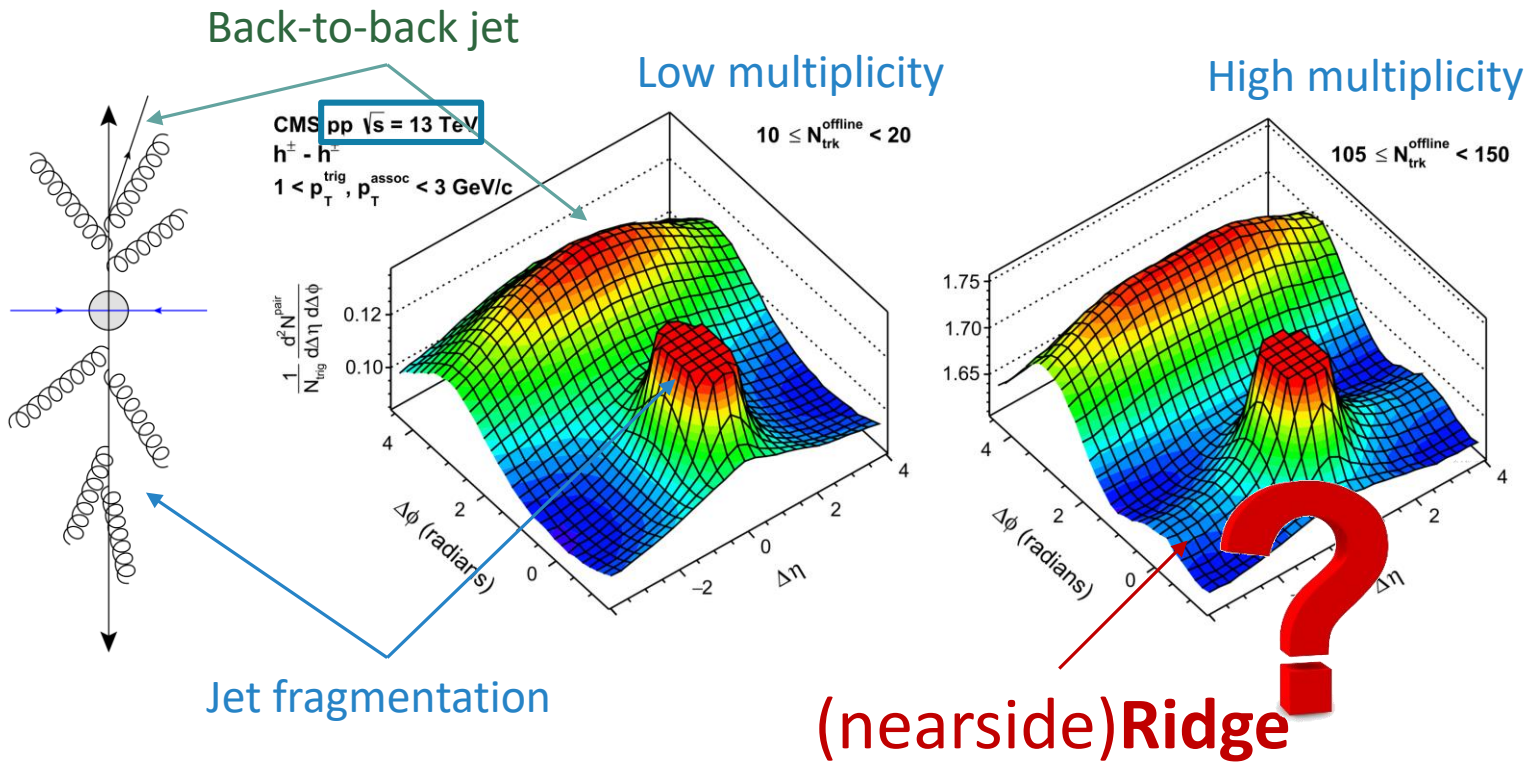 Back-to-back jet
Low multiplicity
High multiplicity
CMS pp √s = 13 TeV
h± - h±
1 < p_T^trig, p_T^assoc < 3 GeV/c
10 ≤ N_trk^offline < 20
105 ≤ N_trk^offline < 150
1/N_trig d²N^pair/dΔη dΔϕ
0.12
0.10
4
2
0
Δϕ (radians)
−2
0
2
4
Δη
1.75
1.70
1.65
4
2
0
Δϕ (radians)
2
4
Δη
Jet fragmentation
(nearside)Ridge
?